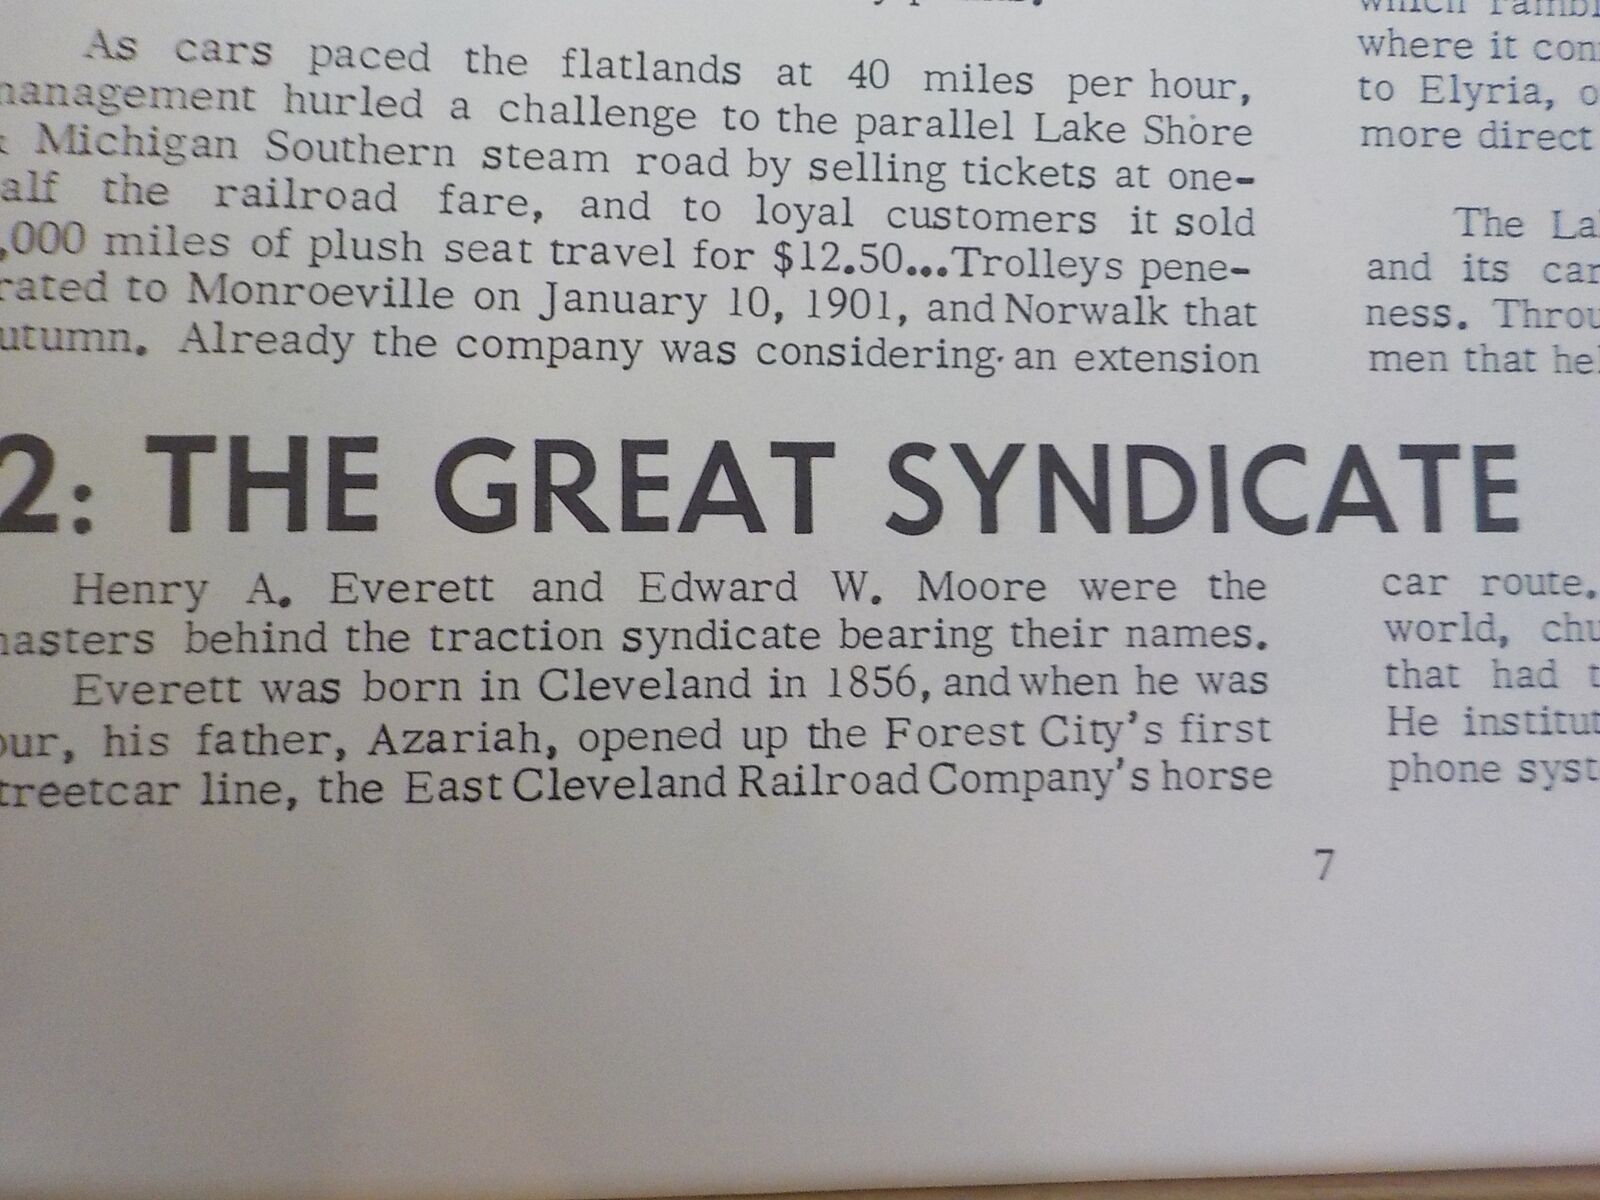 As cars paced the flatlands at 40 miles per hour,
management hurled a challenge to the parallel Lake Shore
& Michigan Southern steam road by selling tickets at one-
alf the railroad fare, and to loyal customers it sold
,000 miles of plush seat travel for $12.50...Trolleys pene-
rated to Monroeville on January 10, 1901, and Norwalk that
utumn. Already the company was considering an extension
where it con
to Elyria, o
more direct
The La
and its car
ness. Throu
men that hel
2: THE GREAT SYNDICATE
Henry A. Everett and Edward W. Moore were the
masters behind the traction syndicate bearing their names.
Everett was born in Cleveland in 1856, and when he was
our, his father, Azariah, opened up the Forest City's first
treetcar line, the East Cleveland Railroad Company's horse
car route.
world, chu
that had t
He institut
phone syst
7